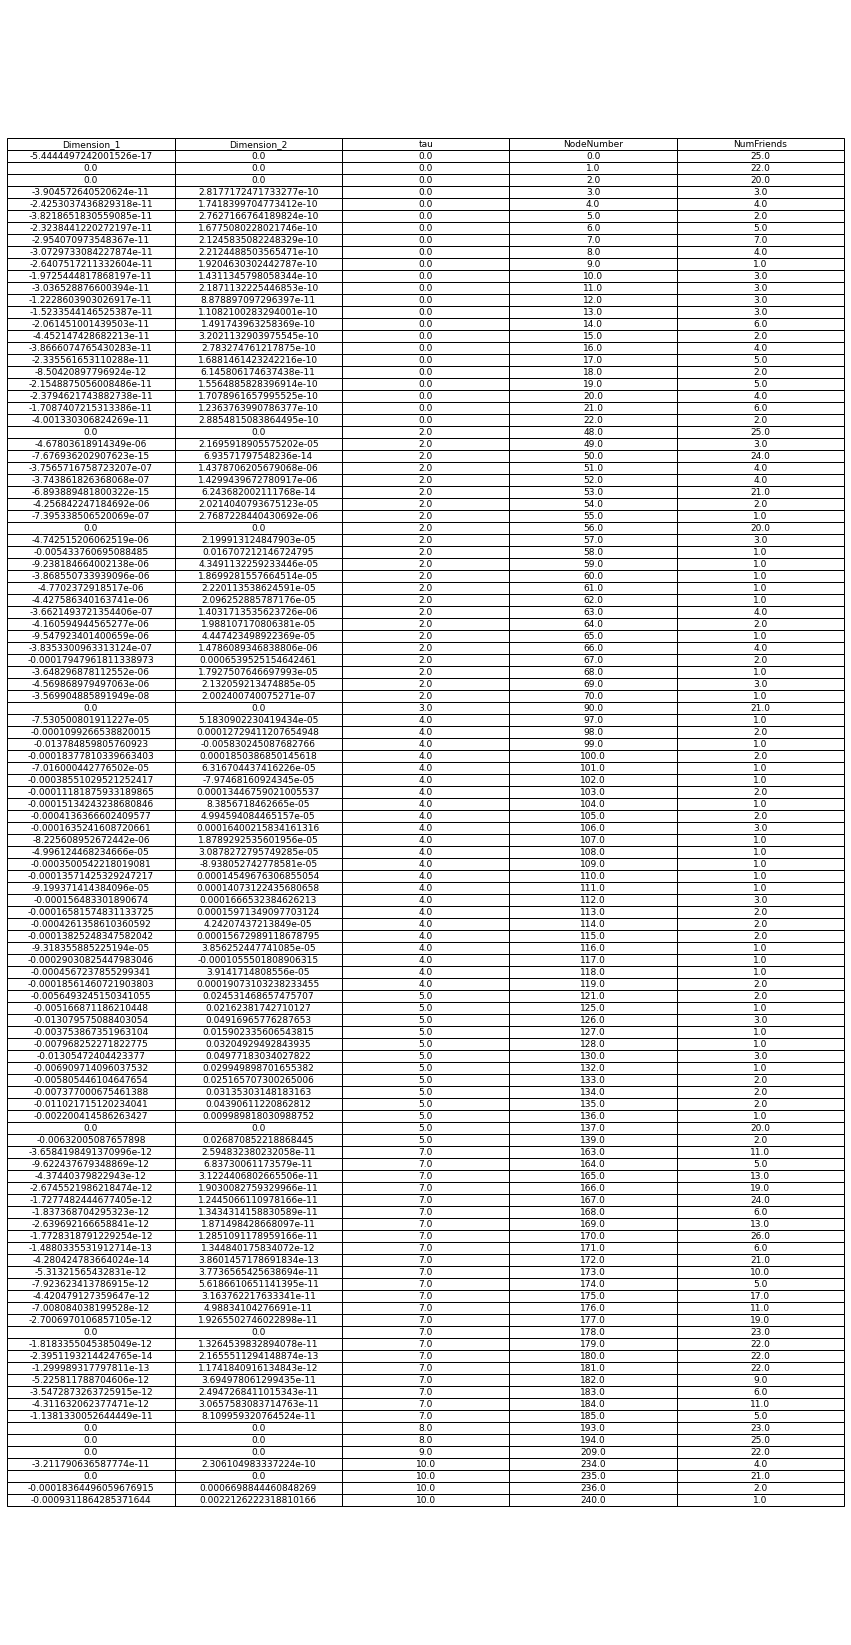 Dimension_1 Dimension_2 tau NodeNumber NumFriends
-5.4444497242001526e-17 0.0 0.0 0.0 25.0
0.0 0.0 0.0 1.0 22.0
0.0 0.0 0.0 2.0 20.0
-3.904572640520624e-11 2.8177172471733277e-10 0.0 3.0 3.0
-2.4253037436829318e-11 1.7418399704773412e-10 0.0 4.0 4.0
-3.8218651830559085e-11 2.7627166764189824e-10 0.0 5.0 2.0
-2.3238441220272197e-11 1.6775080228021746e-10 0.0 6.0 5.0
-2.954070973548367e-11 2.1245835082248329e-10 0.0 7.0 7.0
-3.0729733084227874e-11 2.2124488503565471e-10 0.0 8.0 4.0
-2.6407517211332604e-11 1.9204630302442787e-10 0.0 9.0 1.0
-1.9725444817868197e-11 1.4311345798058344e-10 0.0 10.0 3.0
-3.036528876600394e-11 2.1871132225446853e-10 0.0 11.0 3.0
-1.2228603903026917e-11 8.878897097296397e-11 0.0 12.0 3.0
-1.5233544146525387e-11 1.1082100283294001e-10 0.0 13.0 3.0
-2.061451001439503e-11 1.491743963258369e-10 0.0 14.0 6.0
-4.452147428682213e-11 3.2021132903975545e-10 0.0 15.0 2.0
-3.8666074765430283e-11 2.783274761217875e-10 0.0 16.0 4.0
-2.335561653110288e-11 1.6881461423242216e-10 0.0 17.0 5.0
-8.50420897796924e-12 6.145806174637438e-11 0.0 18.0 2.0
-2.1548875056008486e-11 1.5564885828396914e-10 0.0 19.0 5.0
-2.3794621743882738e-11 1.7078961657995525e-10 0.0 20.0 4.0
-1.7087407215313386e-11 1.2363763990786377e-10 0.0 21.0 6.0
-4.001330306824269e-11 2.8854815083864495e-10 0.0 22.0 2.0
0.0 0.0 2.0 48.0 25.0
-4.67803618914349e-06 2.1695918905575202e-05 2.0 49.0 3.0
-7.676936202907623e-15 6.93571797548236e-14 2.0 50.0 24.0
-3.7565716758723207e-07 1.4378706205679068e-06 2.0 51.0 4.0
-3.743861826368068e-07 1.4299439672780917e-06 2.0 52.0 4.0
-6.893889481800322e-15 6.243682002111768e-14 2.0 53.0 21.0
-4.256842247184692e-06 2.0214040793675123e-05 2.0 54.0 2.0
-7.395338506520069e-07 2.7687228440430692e-06 2.0 55.0 1.0
0.0 0.0 2.0 56.0 20.0
-4.742515206062519e-06 2.199913124847903e-05 2.0 57.0 3.0
-0.005433760695088485 0.016707212146724795 2.0 58.0 1.0
-9.238184664002138e-06 4.3491132259233446e-05 2.0 59.0 1.0
-3.868550733939096e-06 1.8699281557664514e-05 2.0 60.0 1.0
-4.7702372918517e-06 2.220113538624591e-05 2.0 61.0 1.0
-4.427586340163741e-06 2.096252885787176e-05 2.0 62.0 1.0
-3.6621493721354406e-07 1.4031713535623726e-06 2.0 63.0 4.0
-4.160594944565277e-06 1.988107170806381e-05 2.0 64.0 2.0
-9.547923401400659e-06 4.447423498922369e-05 2.0 65.0 1.0
-3.8353300963313124e-07 1.4786089346838806e-06 2.0 66.0 4.0
-0.00017947961811338973 0.0006539525154642461 2.0 67.0 2.0
-3.648296878112552e-06 1.7927507646697993e-05 2.0 68.0 1.0
-4.569868979497063e-06 2.132059213474885e-05 2.0 69.0 3.0
-3.569904885891949e-08 2.002400740075271e-07 2.0 70.0 1.0
0.0 0.0 3.0 90.0 21.0
-7.530500801911227e-05 5.1830902230419434e-05 4.0 97.0 1.0
-0.0001099266538820015 0.00012729411207654948 4.0 98.0 2.0
-0.013784859805760923 -0.005830245087682766 4.0 99.0 1.0
-0.00018377810339663403 0.0001850386850145618 4.0 100.0 2.0
-7.016000442776502e-05 6.316704437416226e-05 4.0 101.0 1.0
-0.00038551029521252417 -7.97468160924345e-05 4.0 102.0 1.0
-0.00011181875933189865 0.00013446759021005537 4.0 103.0 2.0
-0.00015134243238680846 8.3856718462665e-05 4.0 104.0 1.0
-0.0004136366602409577 4.994594084465157e-05 4.0 105.0 2.0
-0.0001635241608720661 0.00016400215834161316 4.0 106.0 3.0
-8.225608952672442e-06 1.8789292535601956e-05 4.0 107.0 1.0
-4.996124468234666e-05 3.0878272795749285e-05 4.0 108.0 1.0
-0.0003500542218019081 -8.938052742778581e-05 4.0 109.0 1.0
-0.00013571425329247217 0.00014549676306855054 4.0 110.0 1.0
-9.199371414384096e-05 0.00014073122435680658 4.0 111.0 1.0
-0.000156483301890674 0.0001666532384626213 4.0 112.0 3.0
-0.00016581574831133725 0.00015971349097703124 4.0 113.0 2.0
-0.0004261358610360592 4.24207437213849e-05 4.0 114.0 2.0
-0.00013825248347582042 0.00015672989118678795 4.0 115.0 2.0
-9.318355885225194e-05 3.856252447741085e-05 4.0 116.0 1.0
-0.00029030825447983046 -0.0001055501808906315 4.0 117.0 1.0
-0.0004567237855299341 3.9141714808556e-05 4.0 118.0 1.0
-0.00018561460721903803 0.00019073103238233455 4.0 119.0 2.0
-0.0056493245150341055 0.024531468657475707 5.0 121.0 2.0
-0.005166871186210448 0.02162381742710127 5.0 125.0 1.0
-0.013079575088403054 0.04916965776287653 5.0 126.0 3.0
-0.003753867351963104 0.015902335606543815 5.0 127.0 1.0
-0.007968252271822775 0.03204929492843935 5.0 128.0 1.0
-0.01305472404423377 0.04977183034027822 5.0 130.0 3.0
-0.006909714096037532 0.029949898701655382 5.0 132.0 1.0
-0.005805446104647654 0.025165707300265006 5.0 133.0 2.0
-0.007377000675461388 0.03135303148183163 5.0 134.0 2.0
-0.011021715120234041 0.04390611220862812 5.0 135.0 2.0
-0.002200414586263427 0.009989818030988752 5.0 136.0 1.0
0.0 0.0 5.0 137.0 20.0
-0.00632005087657898 0.026870852218868445 5.0 139.0 2.0
-3.6584198491370996e-12 2.594832380232058e-11 7.0 163.0 11.0
-9.622437679348869e-12 6.83730061173579e-11 7.0 164.0 5.0
-4.37440379822943e-12 3.1224406802665506e-11 7.0 165.0 13.0
-2.6745521986218474e-12 1.9030082759329966e-11 7.0 166.0 19.0
-1.7277482444677405e-12 1.2445066110978166e-11 7.0 167.0 24.0
-1.837368704295323e-12 1.3434314158830589e-11 7.0 168.0 6.0
-2.639692166658841e-12 1.871498428668097e-11 7.0 169.0 13.0
-1.7728318791229254e-12 1.2851091178959166e-11 7.0 170.0 26.0
-1.4880335531912714e-13 1.344840175834072e-12 7.0 171.0 6.0
-4.280424783664024e-14 3.8601457178691834e-13 7.0 172.0 21.0
-5.31321565432831e-12 3.7736565425638694e-11 7.0 173.0 10.0
-7.923623413786915e-12 5.6186610651141395e-11 7.0 174.0 5.0
-4.420479127359647e-12 3.163762217633341e-11 7.0 175.0 17.0
-7.008084038199528e-12 4.98834104276691e-11 7.0 176.0 11.0
-2.7006970106857105e-12 1.9265502746022898e-11 7.0 177.0 19.0
0.0 0.0 7.0 178.0 23.0
-1.8183355045385049e-12 1.3264539832894078e-11 7.0 179.0 22.0
-2.3951193214424765e-14 2.1655511294148874e-13 7.0 180.0 22.0
-1.299989317797811e-13 1.1741840916134843e-12 7.0 181.0 22.0
-5.225811788704606e-12 3.694978061299435e-11 7.0 182.0 9.0
-3.5472873263725915e-12 2.4947268411015343e-11 7.0 183.0 6.0
-4.311632062377471e-12 3.0657583083714763e-11 7.0 184.0 11.0
-1.1381330052644449e-11 8.109959320764524e-11 7.0 185.0 5.0
0.0 0.0 8.0 193.0 23.0
0.0 0.0 8.0 194.0 25.0
0.0 0.0 9.0 209.0 22.0
-3.211790636587774e-11 2.306104983337224e-10 10.0 234.0 4.0
0.0 0.0 10.0 235.0 21.0
-0.00018364496059676915 0.0006698844460848269 10.0 236.0 2.0
-0.0009311864285371644 0.0022126222318810166 10.0 240.0 1.0